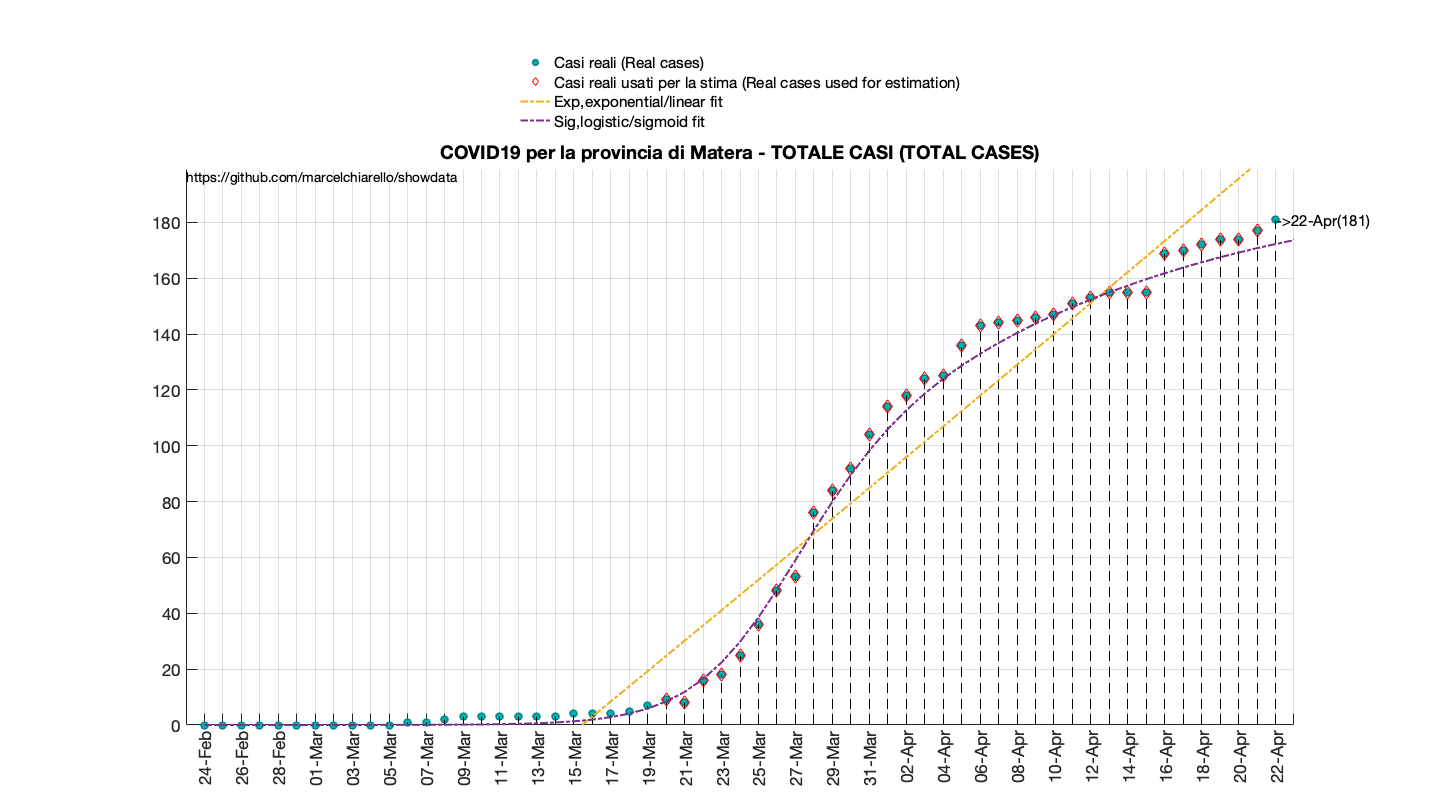 Casi reali (Real cases)
Casi reali usati per la stima (Real cases used for estimation)
Exp,exponential/linear fit
Sig,logistic/sigmoid fit
COVID19 per la provincia di Matera - TOTALE CASI (TOTAL CASES)
https://github.com/marcelchiarello/showdata
180
160
140
120
100
80
60
40
20
0
>22-Apr(181)
24-Feb
26-Feb
28-Feb
01-Mar
03-Mar
05-Mar
07-Mar
09-Mar
11-Mar
13-Mar
15-Mar
17-Mar
19-Mar
21-Mar
23-Mar
25-Mar
27-Mar
29-Mar
31-Mar
02-Apr
04-Apr
06-Apr
08-Apr
10-Apr
12-Apr
14-Apr
16-Apr
18-Apr
20-Apr
22-Apr